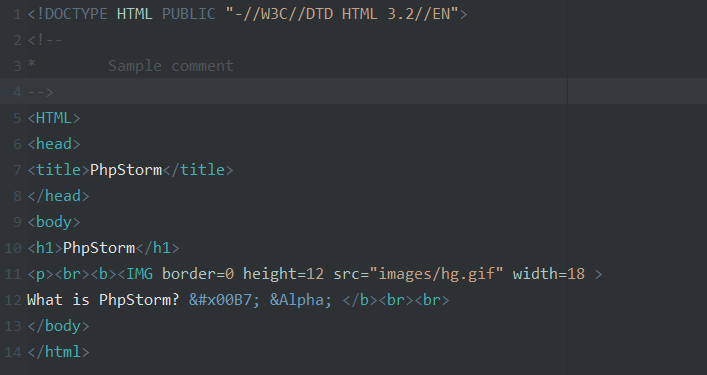 1 <!DOCTYPE HTML PUBLIC "-//W3C//DTD HTML 3.2//EN">
2 <!--
3 *        Sample comment
4 -->
5 <HTML>
6 <head>
7 <title>PhpStorm</title>
8 </head>
9 <body>
10 <h1>PhpStorm</h1>
11 <p><br><b><IMG border=0 height=12 src="images/hg.gif" width=18 >
12 What is PhpStorm? &#x00B7; &Alpha; </b><br><br>
13 </body>
14 </html>